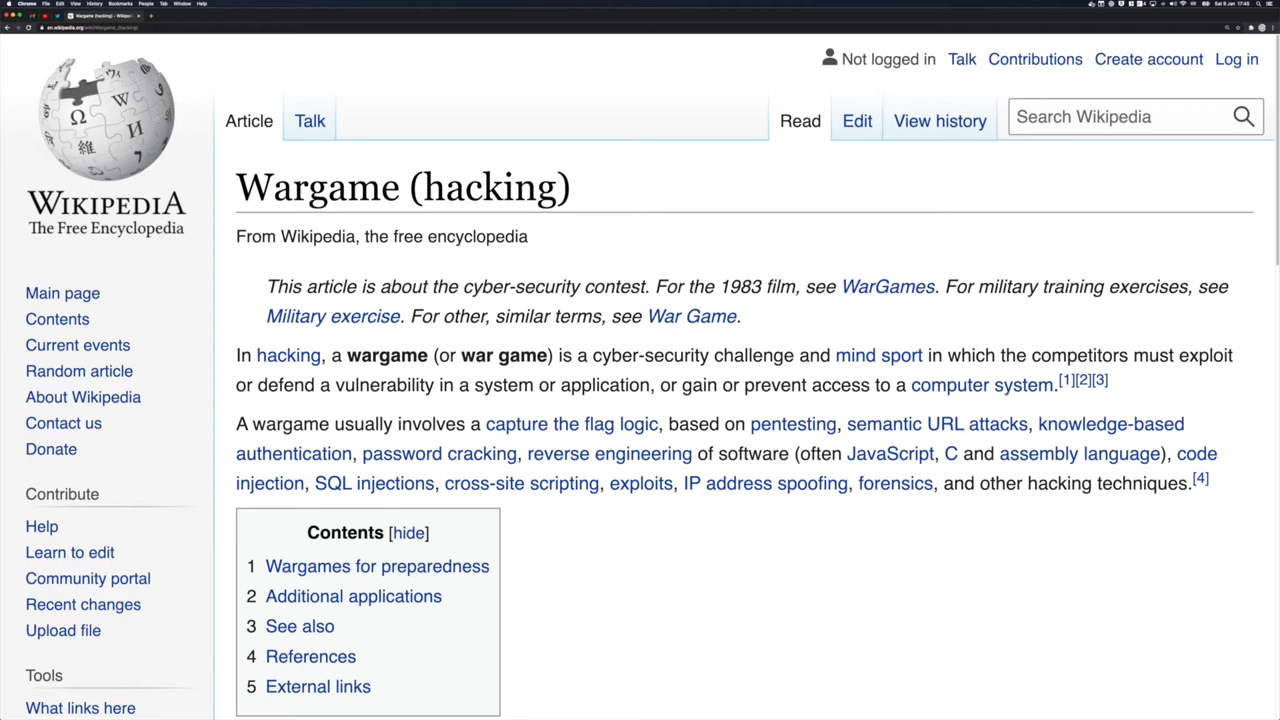 Chrome File Edit View History Bookmarks People Tab Window Help
Sat 9 Jan 17:45
Wargame (hacking) - Wikipedi
en.wikipedia.org/wiki/Wargame_(hacking)
Not logged in Talk Contributions Create account Log in
Article Talk Read Edit View history Search Wikipedia
WIKIPEDIA
The Free Encyclopedia
Main page
Contents
Current events
Random article
About Wikipedia
Contact us
Donate
Contribute
Help
Learn to edit
Community portal
Recent changes
Upload file
Tools
What links here
Wargame (hacking)
From Wikipedia, the free encyclopedia
This article is about the cyber-security contest. For the 1983 film, see WarGames. For military training exercises, see
Military exercise. For other, similar terms, see War Game.
In hacking, a wargame (or war game) is a cyber-security challenge and mind sport in which the competitors must exploit
or defend a vulnerability in a system or application, or gain or prevent access to a computer system.[1][2][3]
A wargame usually involves a capture the flag logic, based on pentesting, semantic URL attacks, knowledge-based
authentication, password cracking, reverse engineering of software (often JavaScript, C and assembly language), code
injection, SQL injections, cross-site scripting, exploits, IP address spoofing, forensics, and other hacking techniques.[4]
Contents [hide]
1 Wargames for preparedness
2 Additional applications
3 See also
4 References
5 External links